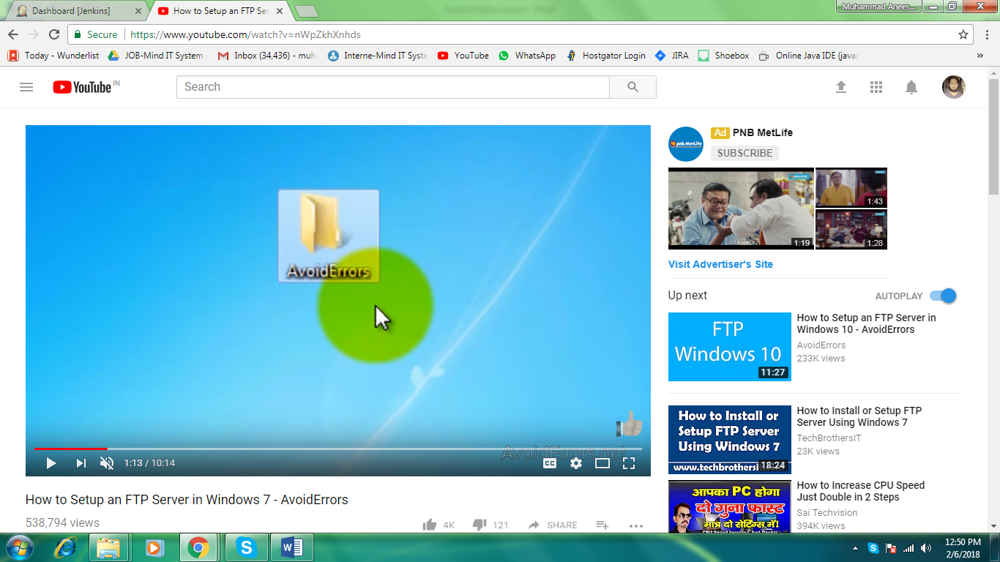 Dashboard [Jenkins]
How to Setup an FTP Ser
Muhammad Anees...
Secure
https://www.youtube.com/watch?v=nWpZkhXnhds
Today - Wunderlist
JOB-Mind IT System
Inbox (34,436) - muh
Interne-Mind IT Syste
YouTube
WhatsApp
Hostgator Login
JIRA
Shoebox
Online Java IDE (javac
»
YouTube IN
Search
AvoidErrors
AvoidErrors.net
1:13 / 10:14
CC
How to Setup an FTP Server in Windows 7 - AvoidErrors
538,794 views
4K
121
SHARE
pnb MetLife
Ad PNB MetLife
SUBSCRIBE
1:19
1:43
1:28
Visit Advertiser's Site
Up next
AUTOPLAY
FTP
Windows 10
11:27
How to Setup an FTP Server in
Windows 10 - AvoidErrors
AvoidErrors
233K views
How to Install or
Setup FTP Server
Using Windows 7
18:24
How to Install or Setup FTP
Server Using Windows 7
TechBrothersIT
23K views
आपका PC होगा
दो गुना फास्ट
मात्र दो सेटिंग्स में!
How to Increase CPU Speed
Just Double in 2 Steps
Sai Techvision
394K views
12:50 PM
2/6/2018